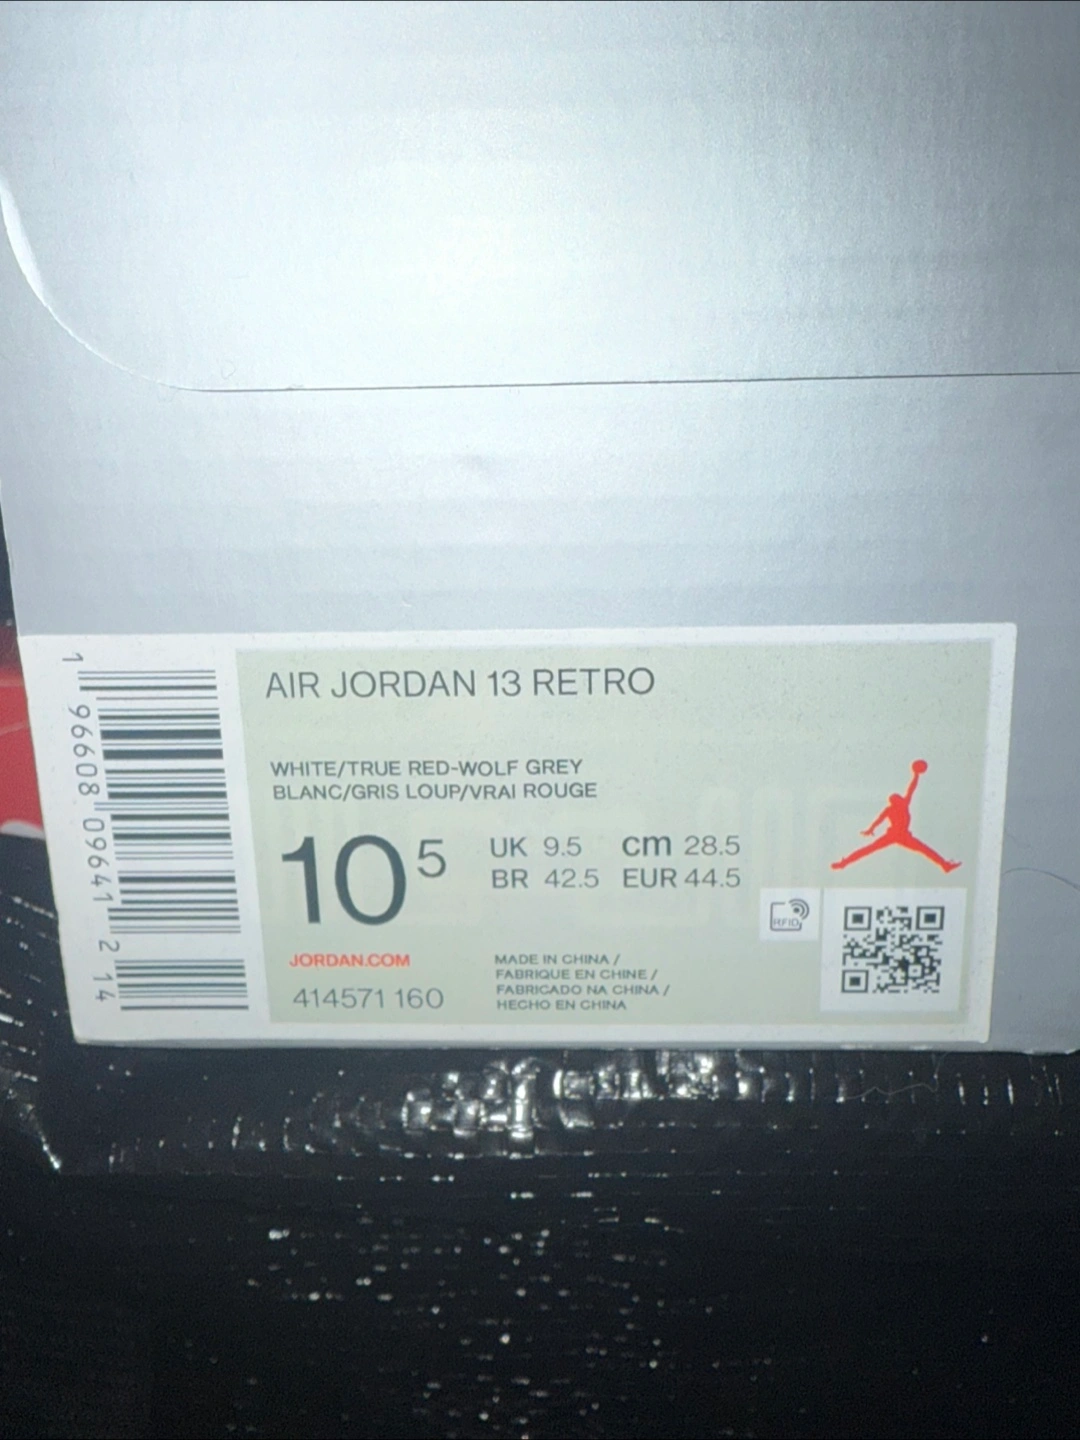 AIR JORDAN 13 RETRO
WHITE/TRUE RED-WOLF GREY
BLANC/GRIS LOUP/VRAI ROUGE
10 5
UK 9.5 cm 28.5
BR 42.5 EUR 44.5
RFID
JORDAN.COM
414571 160
MADE IN CHINA /
FABRIQUE EN CHINE /
FABRICADO NA CHINA /
HECHO EN CHINA
1 96608 09641 2 14